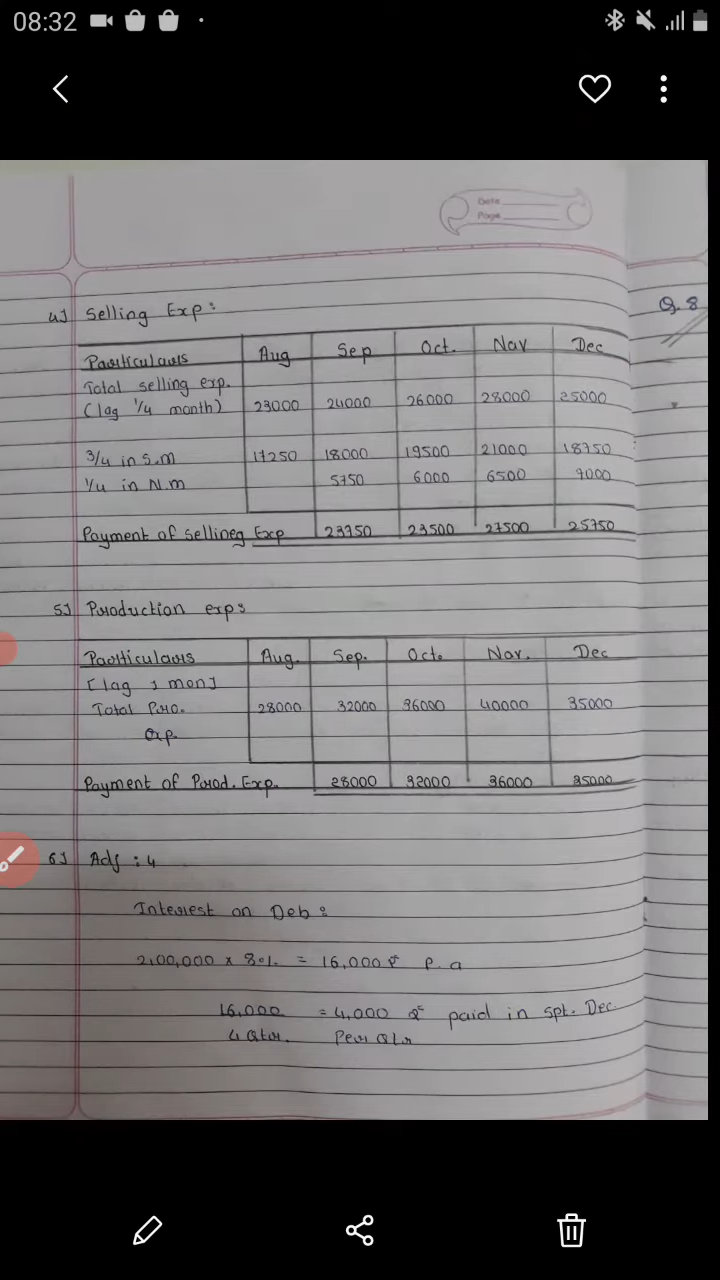 08:32
Date
Page
Q. 8
4] Selling Exp:
Particulars Aug Sep Oct. Nav Dec
Total selling exp.
(lag 1/4 month) 23000 24000 26000 28000 25000
3/4 in S.m 17250 18000 19500 21000 18750
1/4 in N.m 5750 6000 6500 7000
Payment of sellineg Exp 23750 25500 27500 25750
5] Production exp:
Particulars Aug. Sep. Oct. Nav. Dec
[lag 1 mon]
Total Pro. 28000 32000 36000 40000 35000
exp.
Payment of Prod. Exp. 28000 32000 36000 35000
6] Adj : 4
Interest on Deb :
2,00,000 x 8%. = 16,000 ₹ P. a
16,000 = 4,000 ₹ paid in Spt. Dec.
4 Qtr. Per Qtr